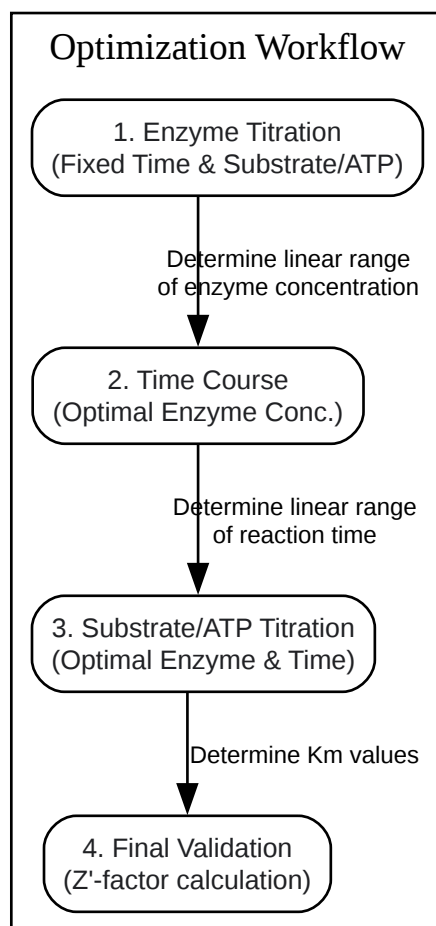 Optimization Workflow
1. Enzyme Titration
(Fixed Time & Substrate/ATP)
Determine linear range
of enzyme concentration
2. Time Course
(Optimal Enzyme Conc.)
Determine linear range
of reaction time
3. Substrate/ATP Titration
(Optimal Enzyme & Time)
Determine Km values
4. Final Validation
(Z'-factor calculation)